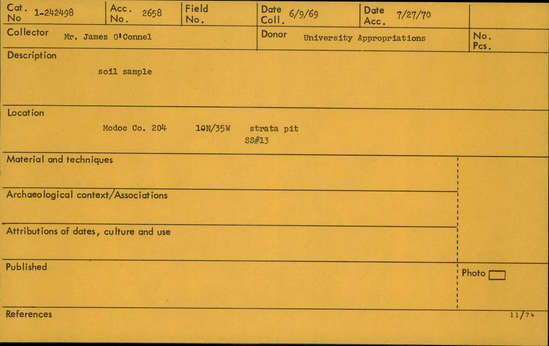 Cat. No 1-242498 Acc. No. 2658 Field No. Date Coll. 6/9/69 Date Acc. 7/27/70
Collector Mr. James O'Connel Donor University Appropriations No. Pcs.
Description
soil sample
Location
Modoc Co. 204 10N/35W strata pit
SS#13
Material and techniques
Archaeological context/Associations
Attributions of dates, culture and use
Published
Photo
References
11/74